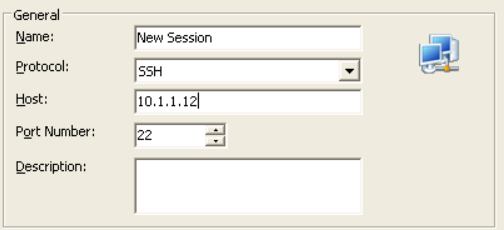 General
Name: New Session
Protocol: SSH
Host: 10.1.1.12
Port Number: 22
Description: